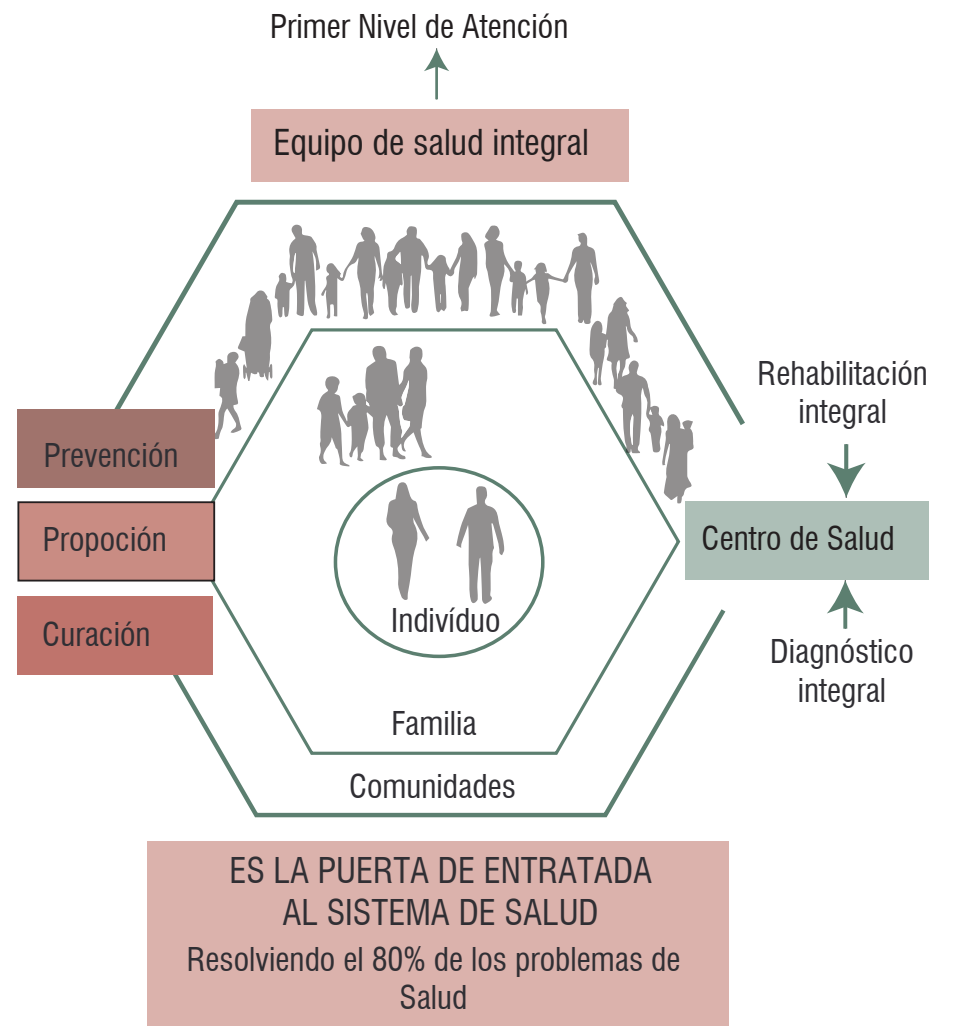 Primer Nivel de Atención
Equipo de salud integral
Rehabilitación
integral
Prevención
Propoción
Centro de Salud
Curación
Indivíduo
Diagnóstico
integral
Familia
Comunidades
ES LA PUERTA DE ENTRATADA
AL SISTEMA DE SALUD
Resolviendo el 80% de los problemas de
Salud